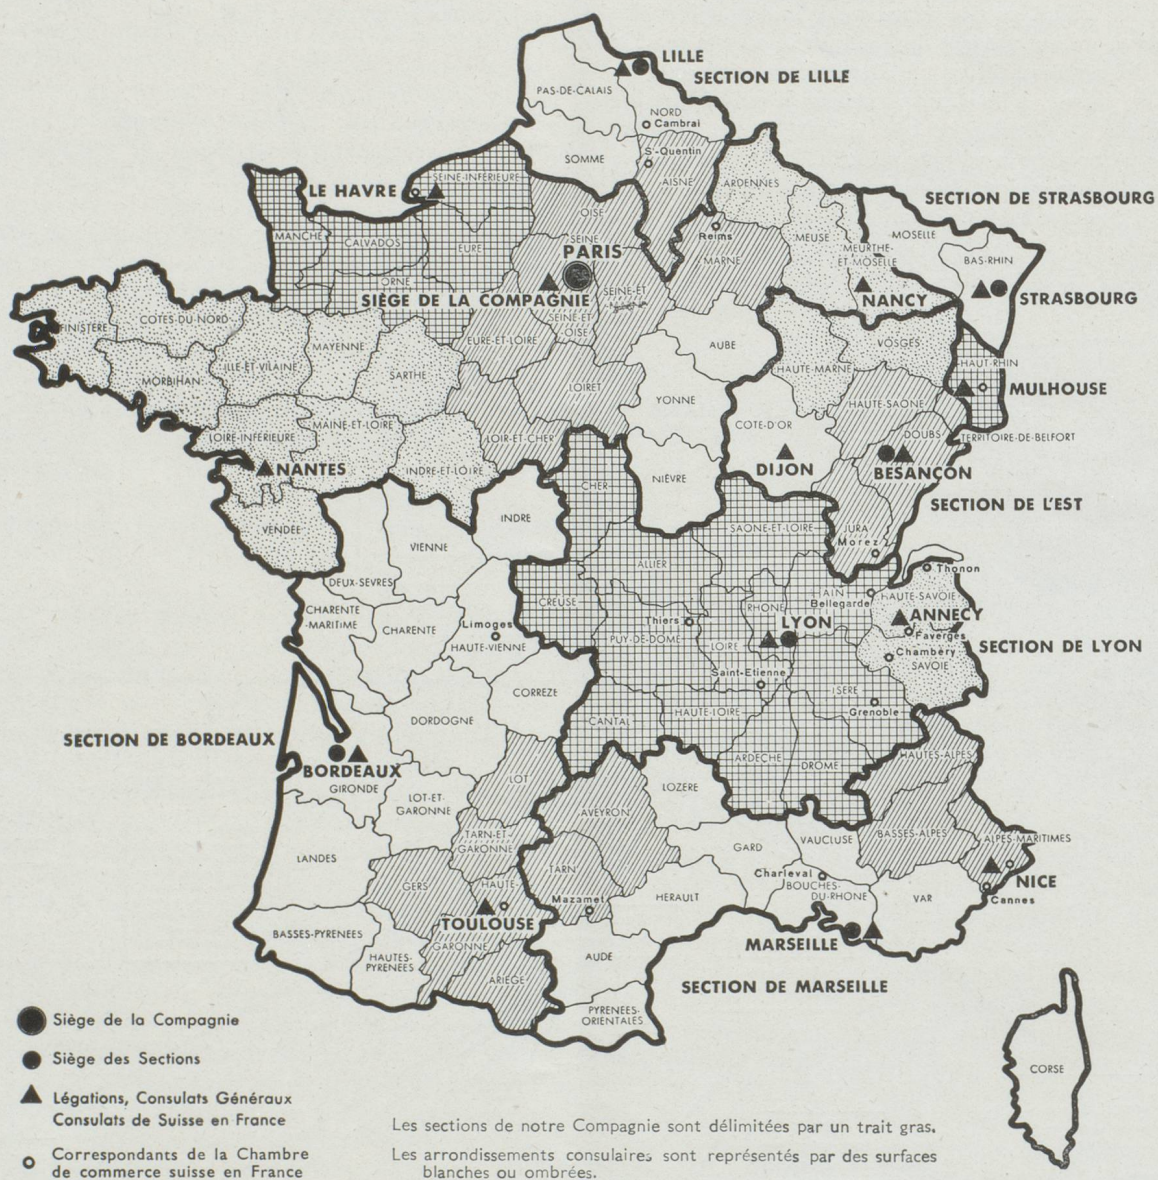 LILLE
SECTION DE LILLE
PAS-DE-CALAIS
NORD
Cambrai
SOMME
St-Quentin
AISNE
LE HAVRE
SEINE-INFÉRIEURE
ARDENNES
SECTION DE STRASBOURG
OISE
MANCHE
CALVADOS
EURE
SEINE
PARIS
Reims
MARNE
MEUSE
MOSELLE
MEURTHE-
ET-MOSELLE
BAS-RHIN
ORNE
SIÈGE DE LA COMPAGNIE
SEINE-ET
SEINE-ET
OISE
NANCY
STRASBOURG
FINISTÈRE
COTES-DU-NORD
MAYENNE
EURE-ET-LOIRE
AUBE
VOSGES
MORBIHAN
ILLE-ET-VILAINE
SARTHE
LOIRET
HAUTE-MARNE
HAUT-RHIN
MULHOUSE
YONNE
HAUTE-SAÔNE
LOIRE-INFÉRIEURE
MAINE-ET-LOIRE
LOIR-ET-CHER
COTE-D'OR
DOUBS
TERRITOIRE-DE-BELFORT
NANTES
INDRE-ET-LOIRE
CHER
NIÈVRE
DIJON
BESANÇON
SECTION DE L'EST
VENDÉE
INDRE
SAÔNE-ET-LOIRE
JURA
Morez
VIENNE
DEUX-SÈVRES
ALLIER
Thonon
CHARENTE
-MARITIME
CREUSE
AIN
Bellegarde
HAUTE-SAVOIE
CHARENTE
Limoges
HAUTE-VIENNE
Thiers
PUY-DE-DOME
RHONE
LOIRE
LYON
ANNECY
Faverges
Chambéry
SAVOIE
SECTION DE LYON
Saint-Etienne
CORRÈZE
ISÈRE
Grenoble
DORDOGNE
CANTAL
HAUTE-LOIRE
SECTION DE BORDEAUX
BORDEAUX
GIRONDE
LOT
ARDÈCHE
DROME
HAUTES-ALPES
LOT-ET-
GARONNE
LOZÈRE
AVEYRON
TARN-ET-
GARONNE
LANDES
GARD
VAUCLUSE
BASSES-ALPES
ALPES-MARITIMES
GERS
TARN
Charleval
BOUCHES-
DU-RHONE
NICE
HAUTE-
Mazamet
HERAULT
VAR
Cannes
TOULOUSE
BASSES-PYRENÉES
GARONNE
MARSEILLE
HAUTES-
PYRENÉES
AUDE
ARIÈGE
SECTION DE MARSEILLE
PYRENÉES-
ORIENTALES
CORSE
Siège de la Compagnie
Siège des Sections
Légations, Consulats Généraux
Consulats de Suisse en France
Correspondants de la Chambre
de commerce suisse en France
Les sections de notre Compagnie sont délimitées par un trait gras.
Les arrondissements consulaires sont représentés par des surfaces
blanches ou ombrées.